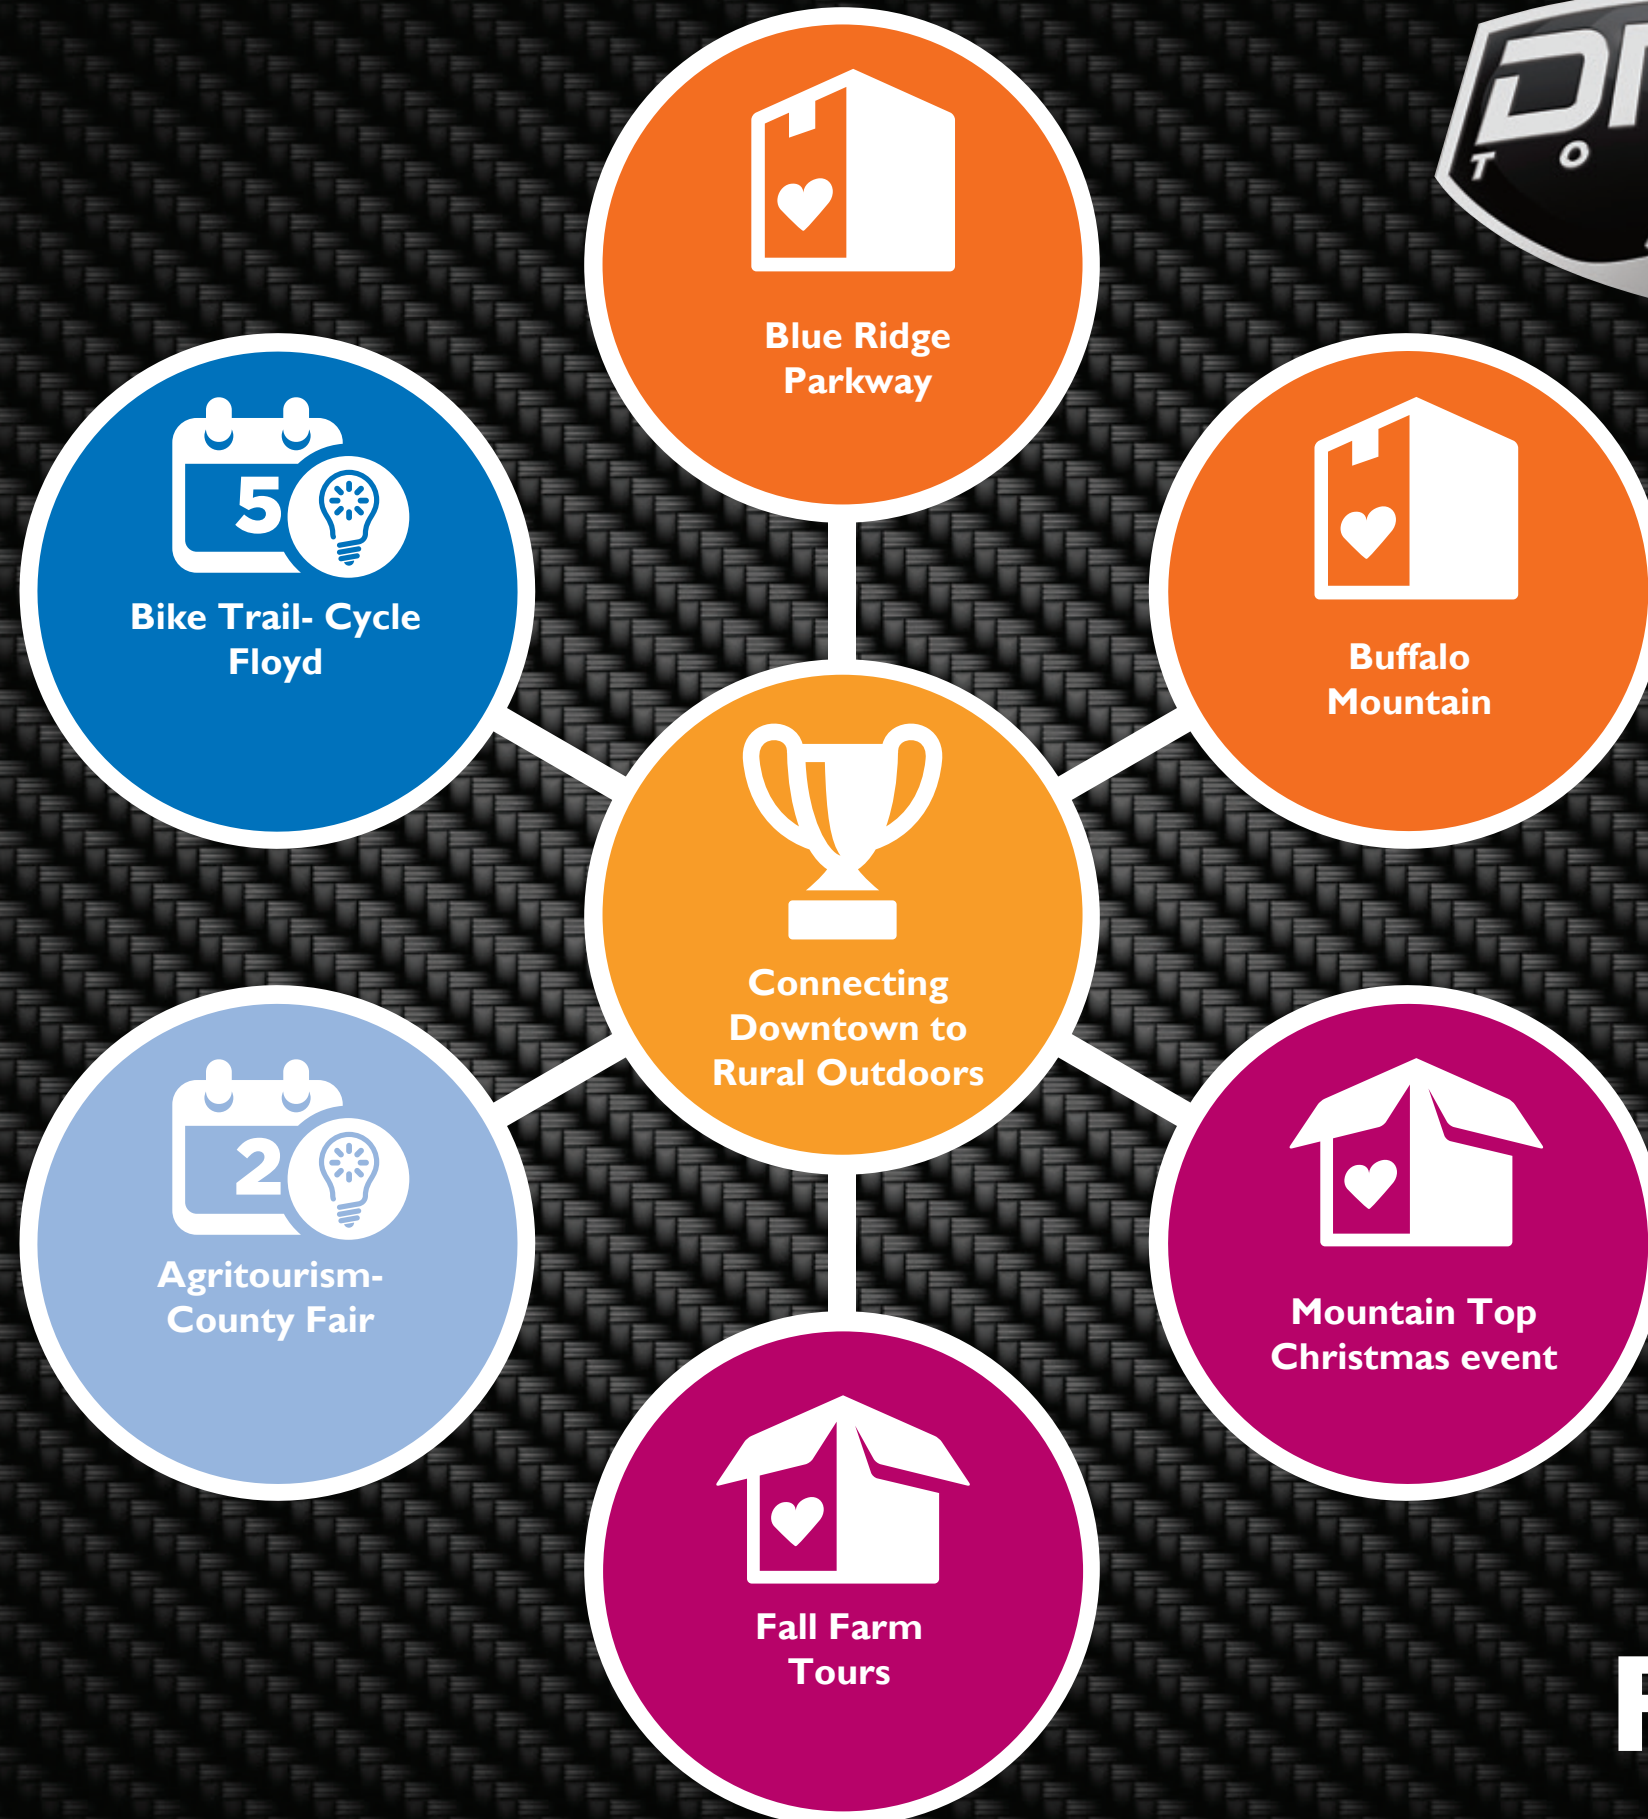 Blue Ridge
Parkway
5
Bike Trail- Cycle
Floyd
Buffalo
Mountain
Connecting
Downtown to
Rural Outdoors
2
Agritourism-
County Fair
Mountain Top
Christmas event
Fall Farm
Tours